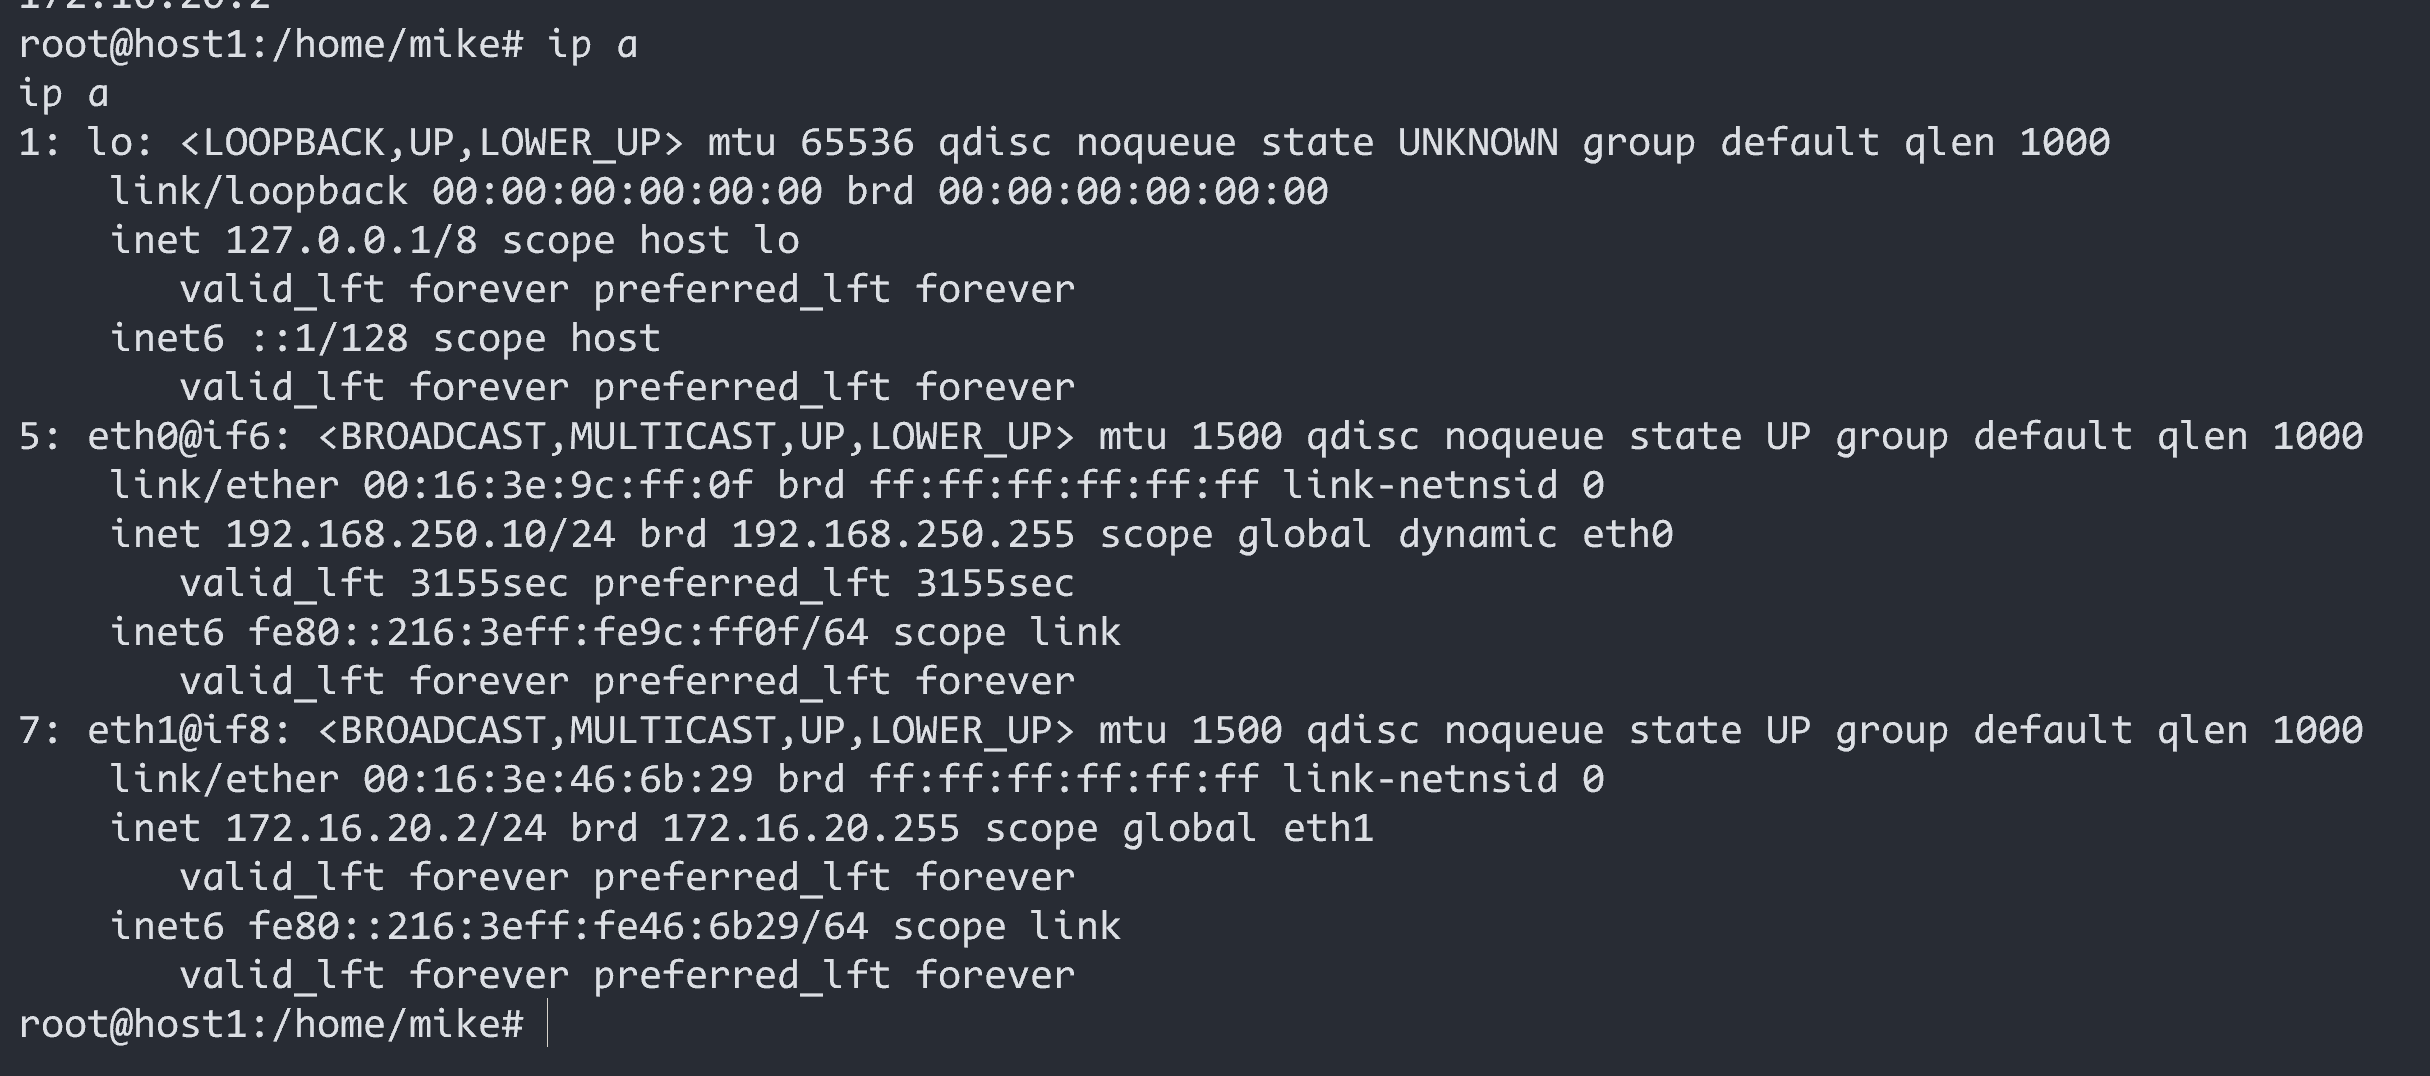 172.16.20.2
root@host1:/home/mike# ip a
ip a
1: lo: <LOOPBACK,UP,LOWER_UP> mtu 65536 qdisc noqueue state UNKNOWN group default qlen 1000
    link/loopback 00:00:00:00:00:00 brd 00:00:00:00:00:00
    inet 127.0.0.1/8 scope host lo
       valid_lft forever preferred_lft forever
    inet6 ::1/128 scope host
       valid_lft forever preferred_lft forever
5: eth0@if6: <BROADCAST,MULTICAST,UP,LOWER_UP> mtu 1500 qdisc noqueue state UP group default qlen 1000
    link/ether 00:16:3e:9c:ff:0f brd ff:ff:ff:ff:ff:ff link-netnsid 0
    inet 192.168.250.10/24 brd 192.168.250.255 scope global dynamic eth0
       valid_lft 3155sec preferred_lft 3155sec
    inet6 fe80::216:3eff:fe9c:ff0f/64 scope link
       valid_lft forever preferred_lft forever
7: eth1@if8: <BROADCAST,MULTICAST,UP,LOWER_UP> mtu 1500 qdisc noqueue state UP group default qlen 1000
    link/ether 00:16:3e:46:6b:29 brd ff:ff:ff:ff:ff:ff link-netnsid 0
    inet 172.16.20.2/24 brd 172.16.20.255 scope global eth1
       valid_lft forever preferred_lft forever
    inet6 fe80::216:3eff:fe46:6b29/64 scope link
       valid_lft forever preferred_lft forever
root@host1:/home/mike#